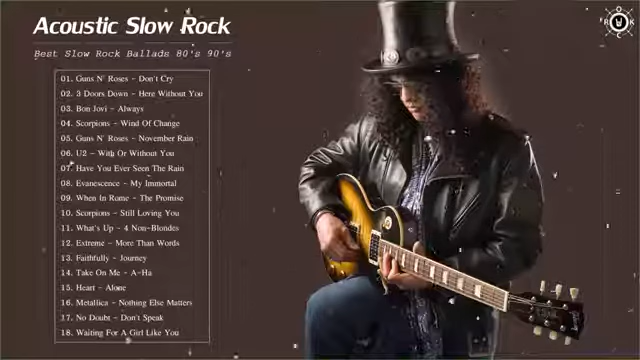 Acoustic Slow Rock
Best Slow Rock Ballads 80's 90's
01. Guns N' Roses - Don't Cry
02. 3 Doors Down - Here Without You
03. Bon Jovi - Always
04. Scorpions - Wind Of Change
05. Guns N' Roses - November Rain
06. U2 - With Or Without You
07. Have You Ever Seen The Rain
08. Evanescence - My Immortal
09. When In Rome - The Promise
10. Scorpions - Still Loving You
11. What's Up - 4 Non-Blondes
12. Extreme - More Than Words
13. Faithfully - Journey
14. Take On Me - A-Ha
15. Heart - Alone
16. Metallica - Nothing Else Matters
17. No Doubt - Don't Speak
18. Waiting For A Girl Like You